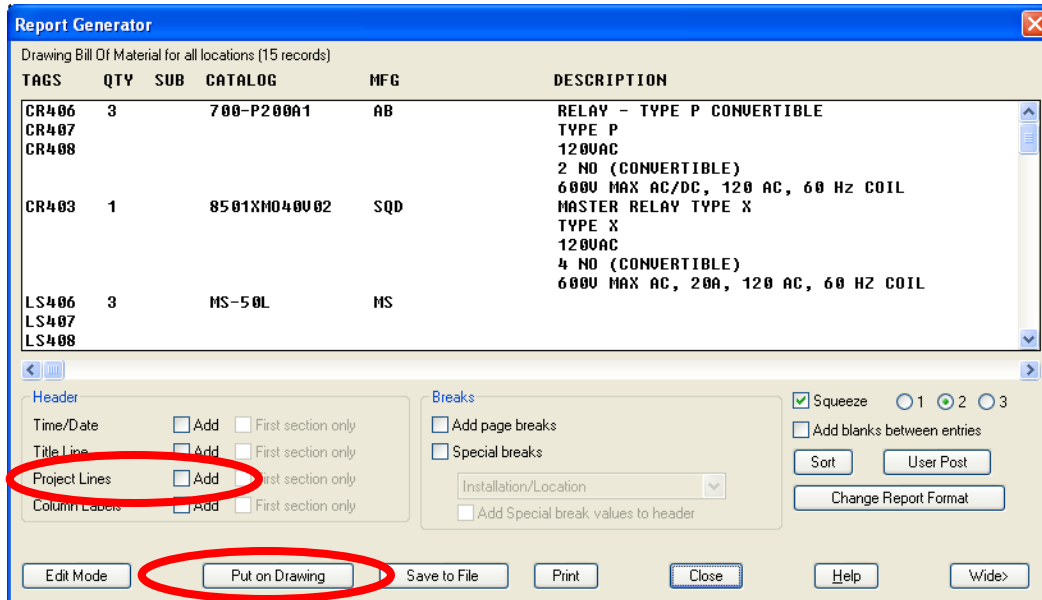 Report Generator
Drawing Bill Of Material for all locations (15 records)
TAGS QTY SUB CATALOG MFG DESCRIPTION
CR406 3 700-P200A1 AB RELAY - TYPE P CONVERTIBLE
CR407 TYPE P
CR408 120VAC
2 NO (CONVERTIBLE)
600V MAX AC/DC, 120 AC, 60 Hz COIL
CR403 1 8501XMO40V02 SQD MASTER RELAY TYPE X
TYPE X
120VAC
4 NO (CONVERTIBLE)
600V MAX AC, 20A, 120 AC, 60 HZ COIL
LS406 3 MS-50L MS
LS407
LS408
Header
Time/Date Add First section only
Title Line Add First section only
Project Lines Add First section only
Column Labels Add First section only
Breaks
Add page breaks
Special breaks
Installation/Location
Add Special break values to header
Squeeze 1 2 3
Add blanks between entries
Sort User Post
Change Report Format
Edit Mode Put on Drawing Save to File Print Close Help Wide>